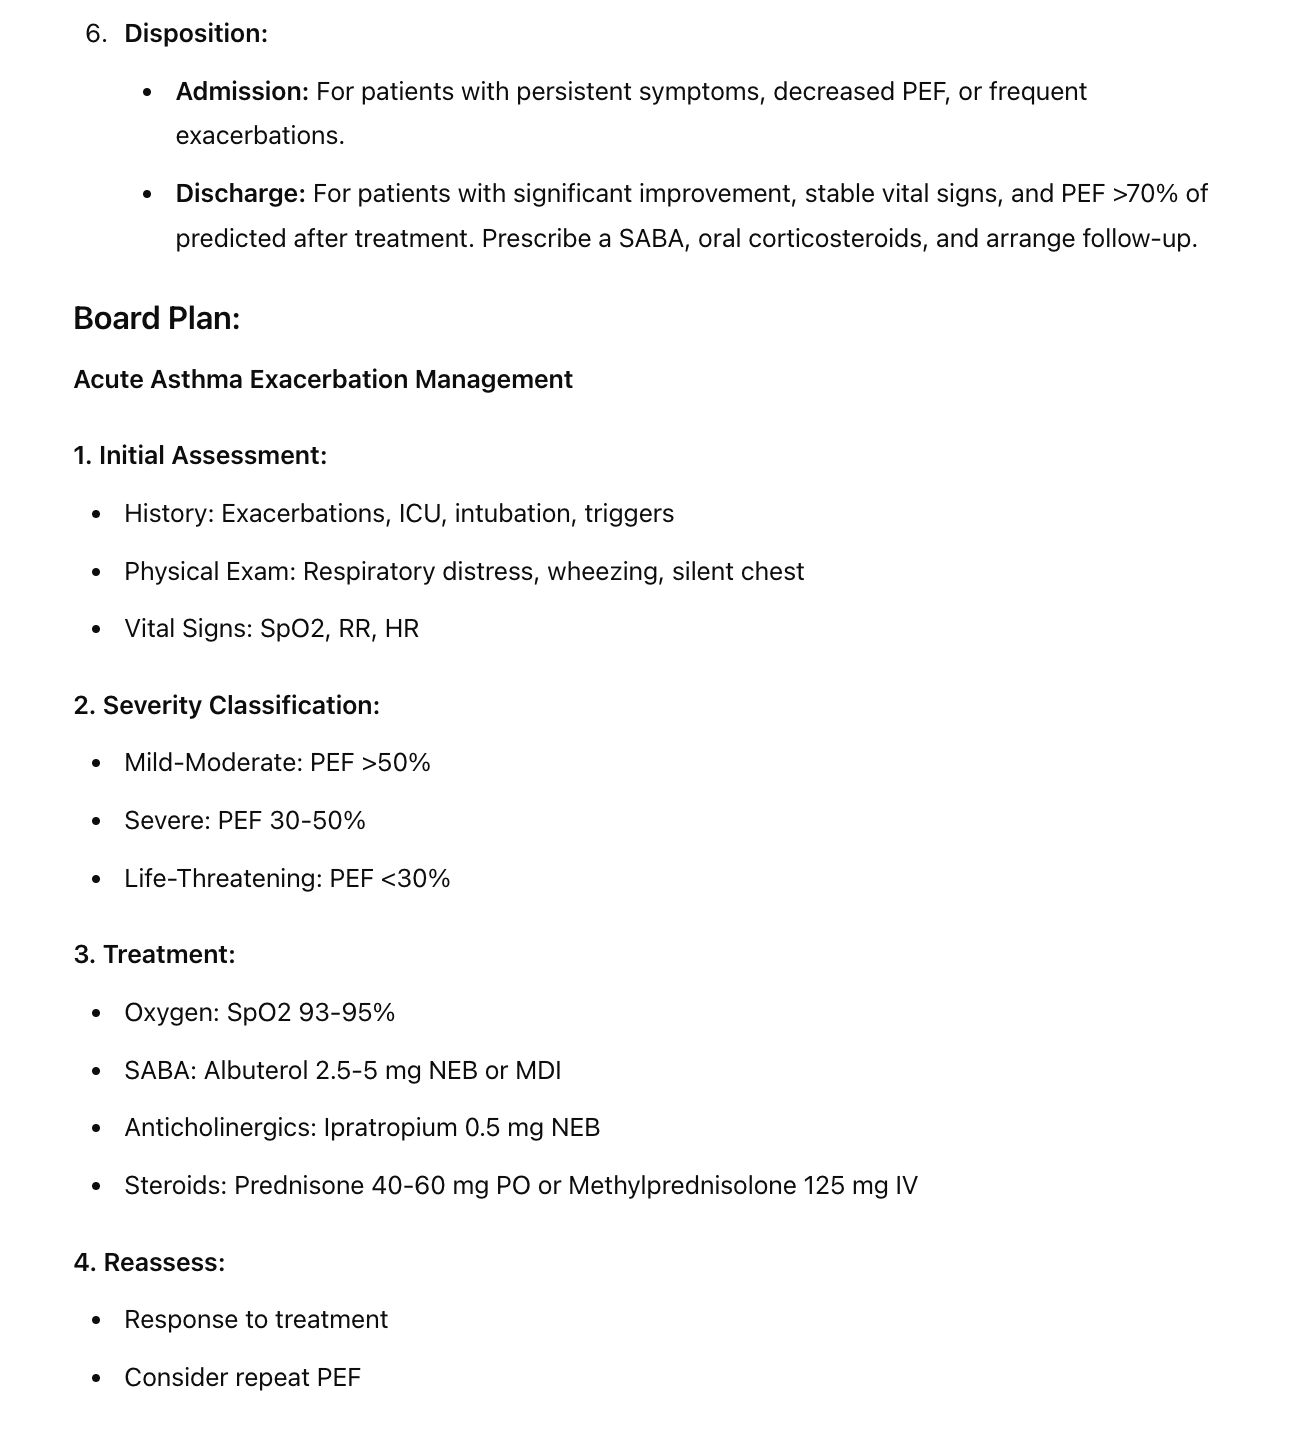 6. Disposition:
• Admission: For patients with persistent symptoms, decreased PEF, or frequent
exacerbations.
• Discharge: For patients with significant improvement, stable vital signs, and PEF >70% of
predicted after treatment. Prescribe a SABA, oral corticosteroids, and arrange follow-up.
Board Plan:
Acute Asthma Exacerbation Management
1. Initial Assessment:
• History: Exacerbations, ICU, intubation, triggers
• Physical Exam: Respiratory distress, wheezing, silent chest
• Vital Signs: SpO2, RR, HR
2. Severity Classification:
• Mild-Moderate: PEF >50%
• Severe: PEF 30-50%
• Life-Threatening: PEF <30%
3. Treatment:
• Oxygen: SpO2 93-95%
• SABA: Albuterol 2.5-5 mg NEB or MDI
• Anticholinergics: Ipratropium 0.5 mg NEB
• Steroids: Prednisone 40-60 mg PO or Methylprednisolone 125 mg IV
4. Reassess:
• Response to treatment
• Consider repeat PEF